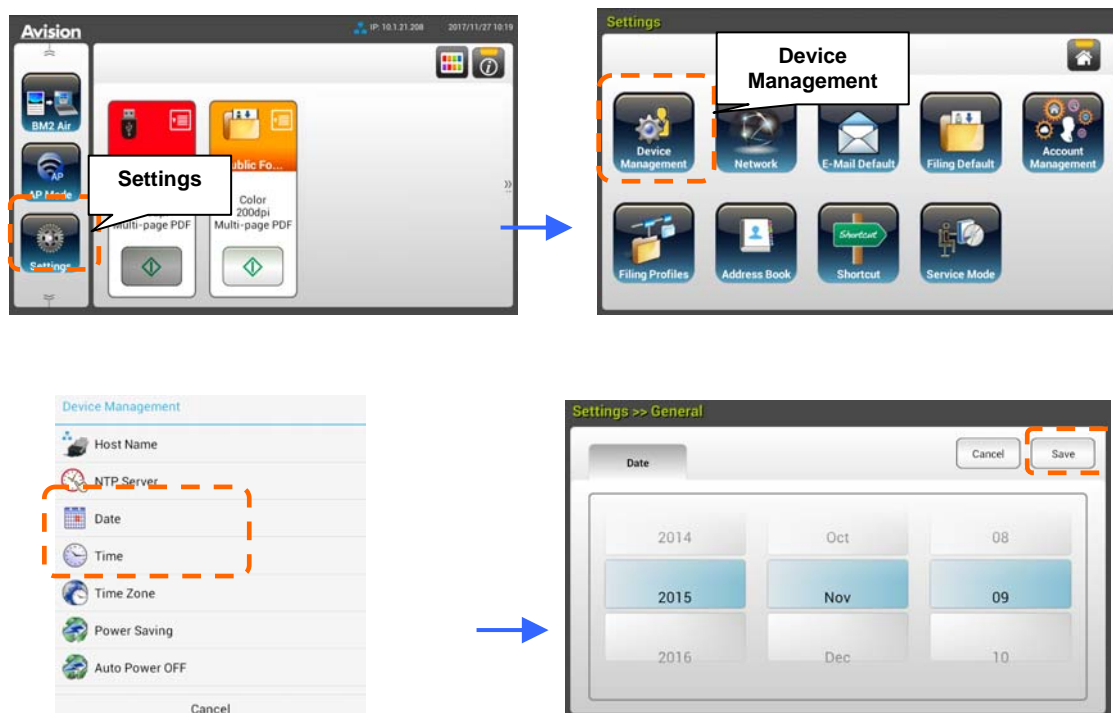 Avision
IP: 10.1.21.208
2017/11/27 10:19
BM2 Air
AP Mode
Settings
Settings
ublic Fo...
Multi-page PDF
Color
200dpi
Multi-page PDF
Settings
Device
Management
Device
Management
Network
E-Mail Default
Filing Default
Account
Management
Filing Profiles
Address Book
Shortcut
Shortcut
Service Mode
Device Management
Host Name
NTP Server
Date
Time
Time Zone
Power Saving
Auto Power OFF
Cancel
Settings >> General
Date
Cancel
Save
2014 Oct 08
2015 Nov 09
2016 Dec 10